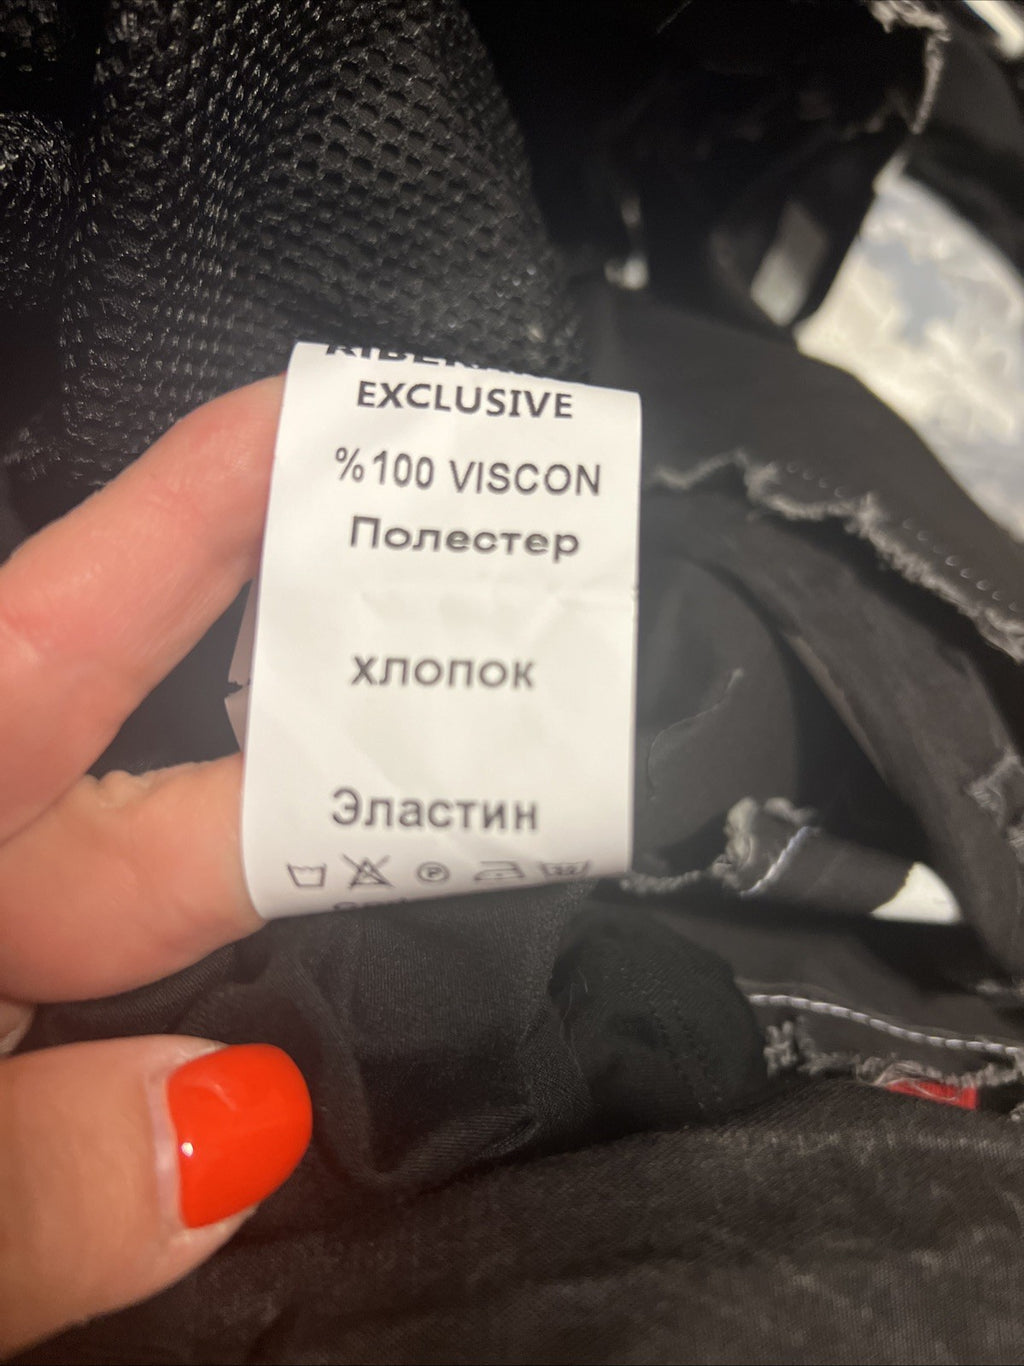 EXCLUSIVE
%100 VISCON
Полестер
хлопок
Эластин
P